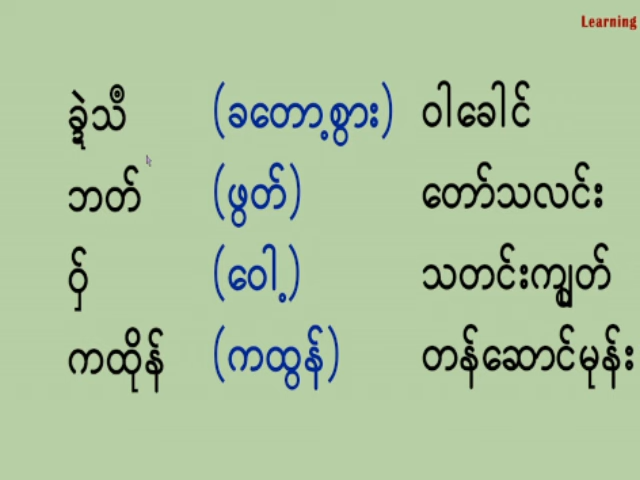 Learning
ခ္ဍဲသဳ (ခတော့စွား) ဝါခေါင်
ဘတ် (ဖွတ်) တော်သလင်း
ဝှ် (ဝေါ့) သတင်းကျွတ်
ကထိုန် (ကထွန်) တန်ဆောင်မုန်း